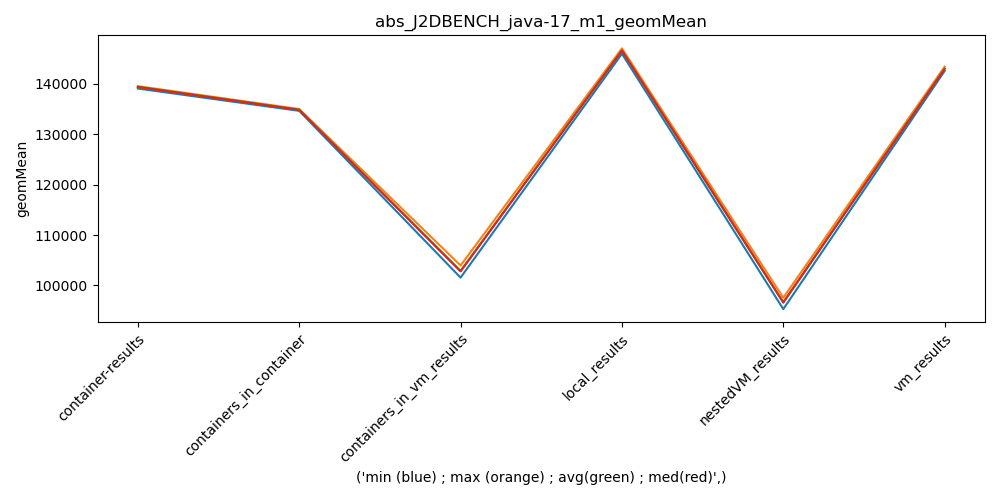 abs_J2DBENCH_java-17_m1_geomMean
geomMean
140000
130000
120000
110000
100000
container-results
containers_in_container
containers_in_vm_results
local_results
nestedVM_results
vm_results
('min (blue) ; max (orange) ; avg(green) ; med(red)',)